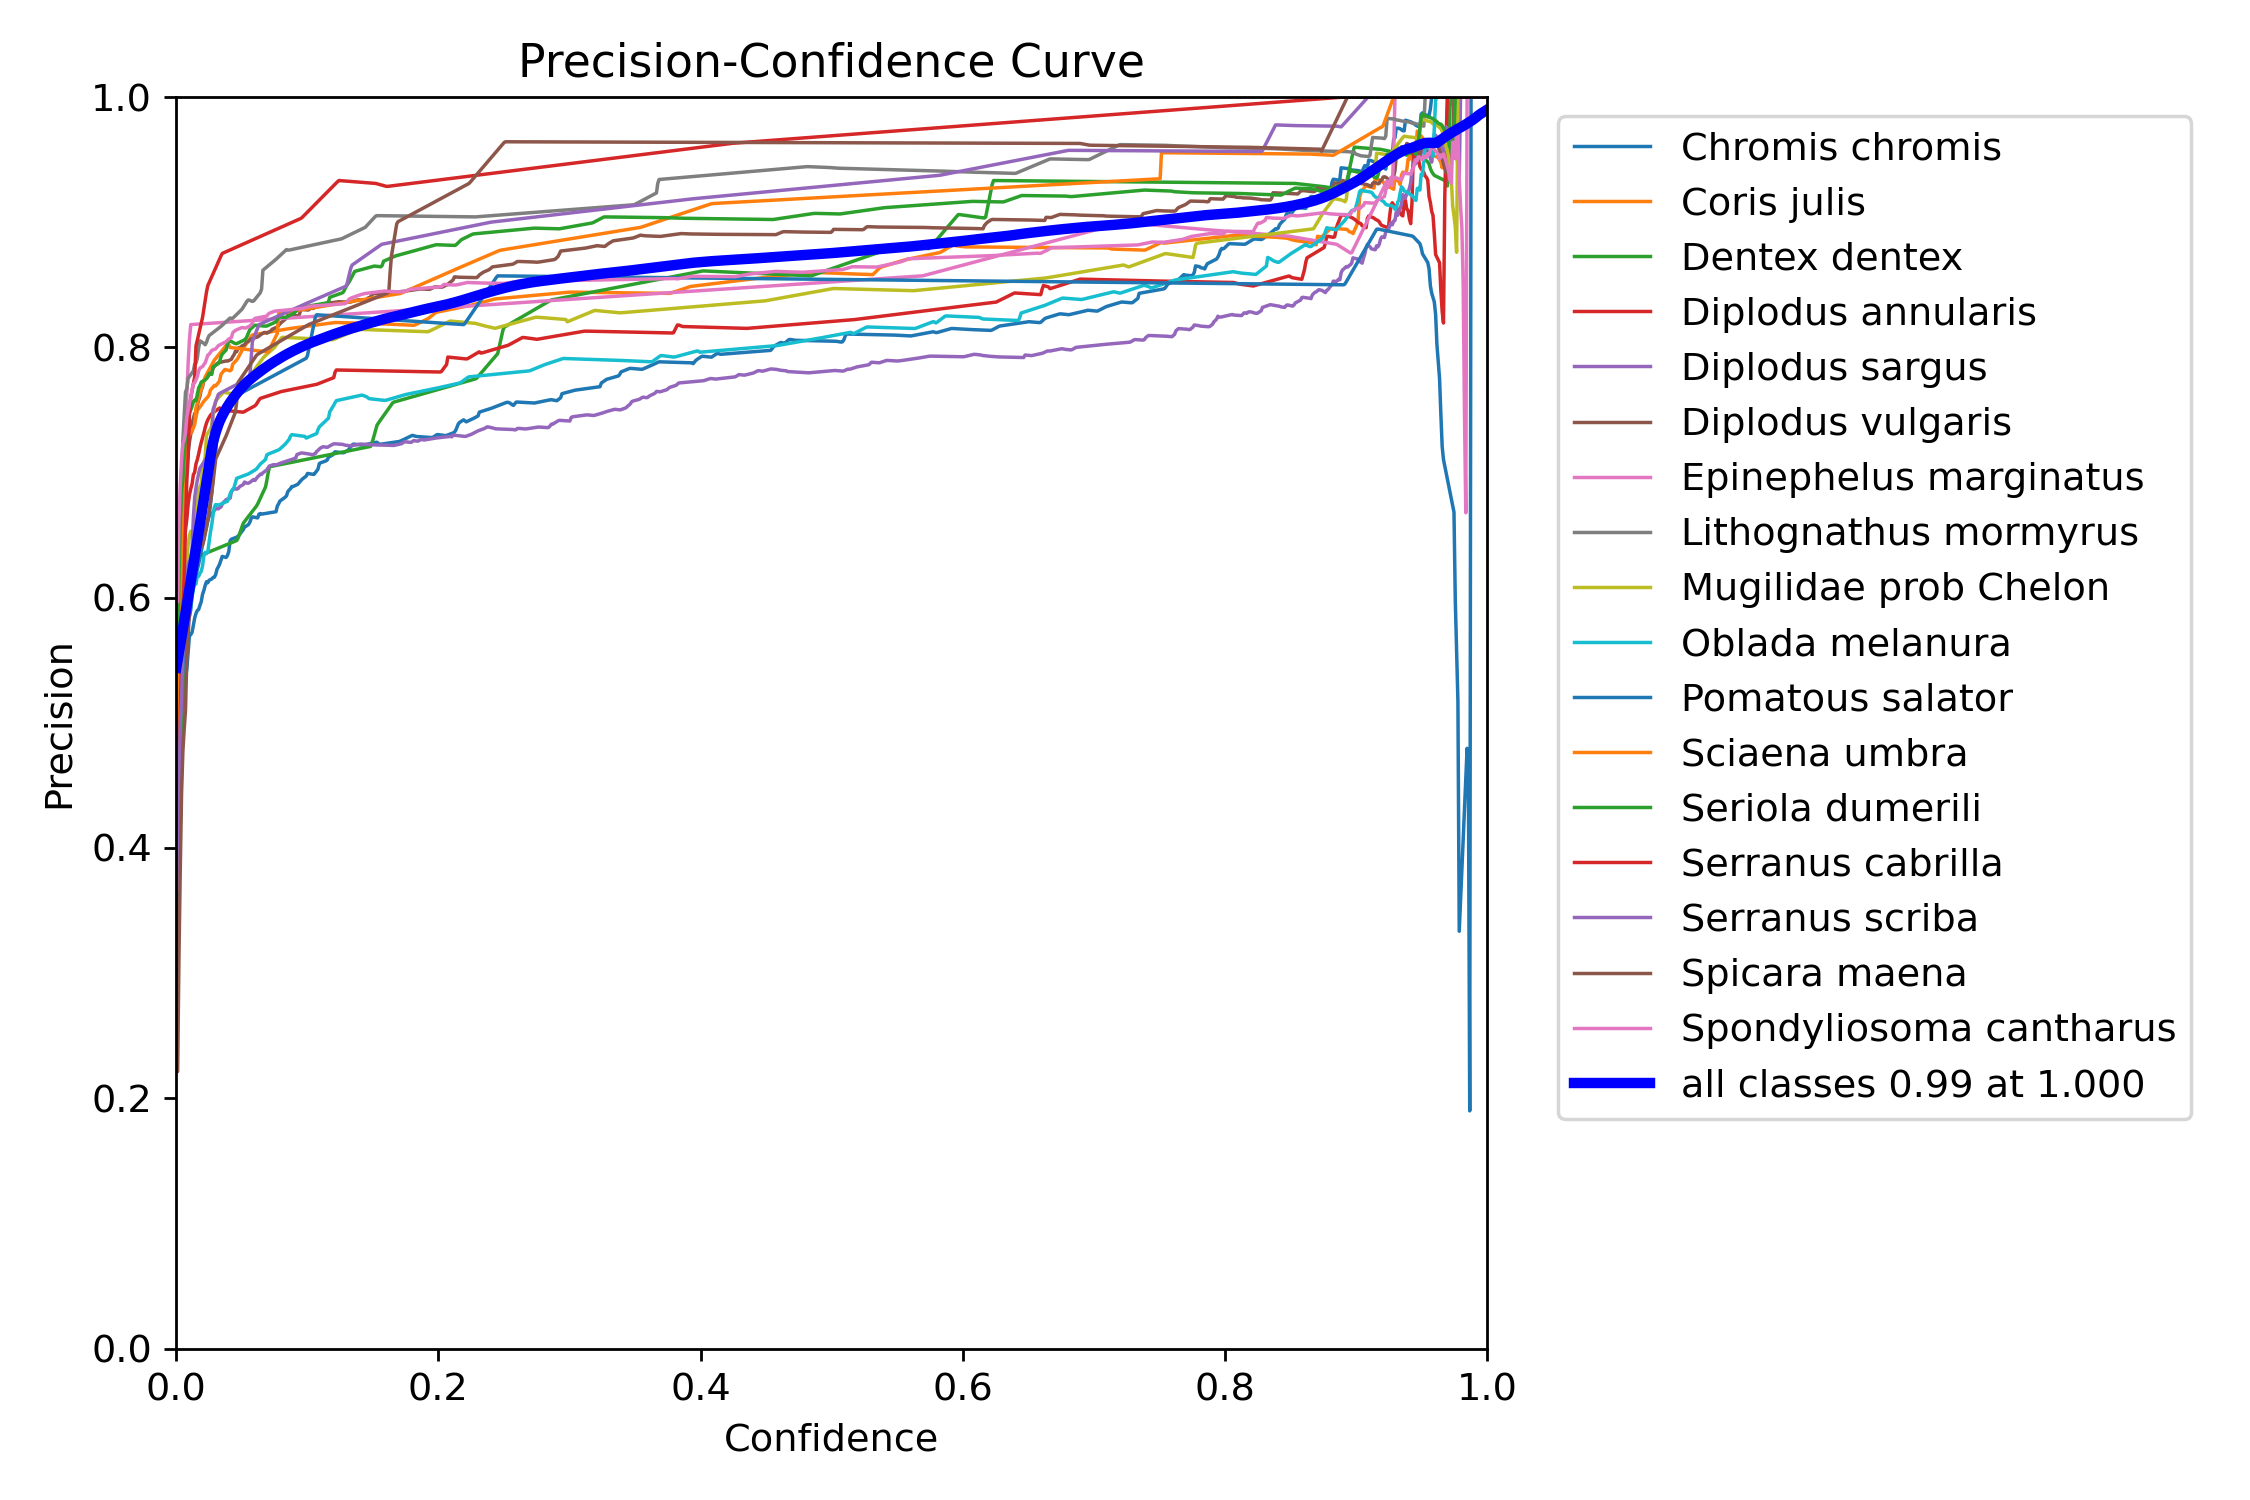 Precision-Confidence Curve
1.0
0.8
0.6
0.4
0.2
0.0
Precision
0.0 0.2 0.4 0.6 0.8 1.0
Confidence
Chromis chromis
Coris julis
Dentex dentex
Diplodus annularis
Diplodus sargus
Diplodus vulgaris
Epinephelus marginatus
Lithognathus mormyrus
Mugilidae prob Chelon
Oblada melanura
Pomatous salator
Sciaena umbra
Seriola dumerili
Serranus cabrilla
Serranus scriba
Spicara maena
Spondyliosoma cantharus
all classes 0.99 at 1.000